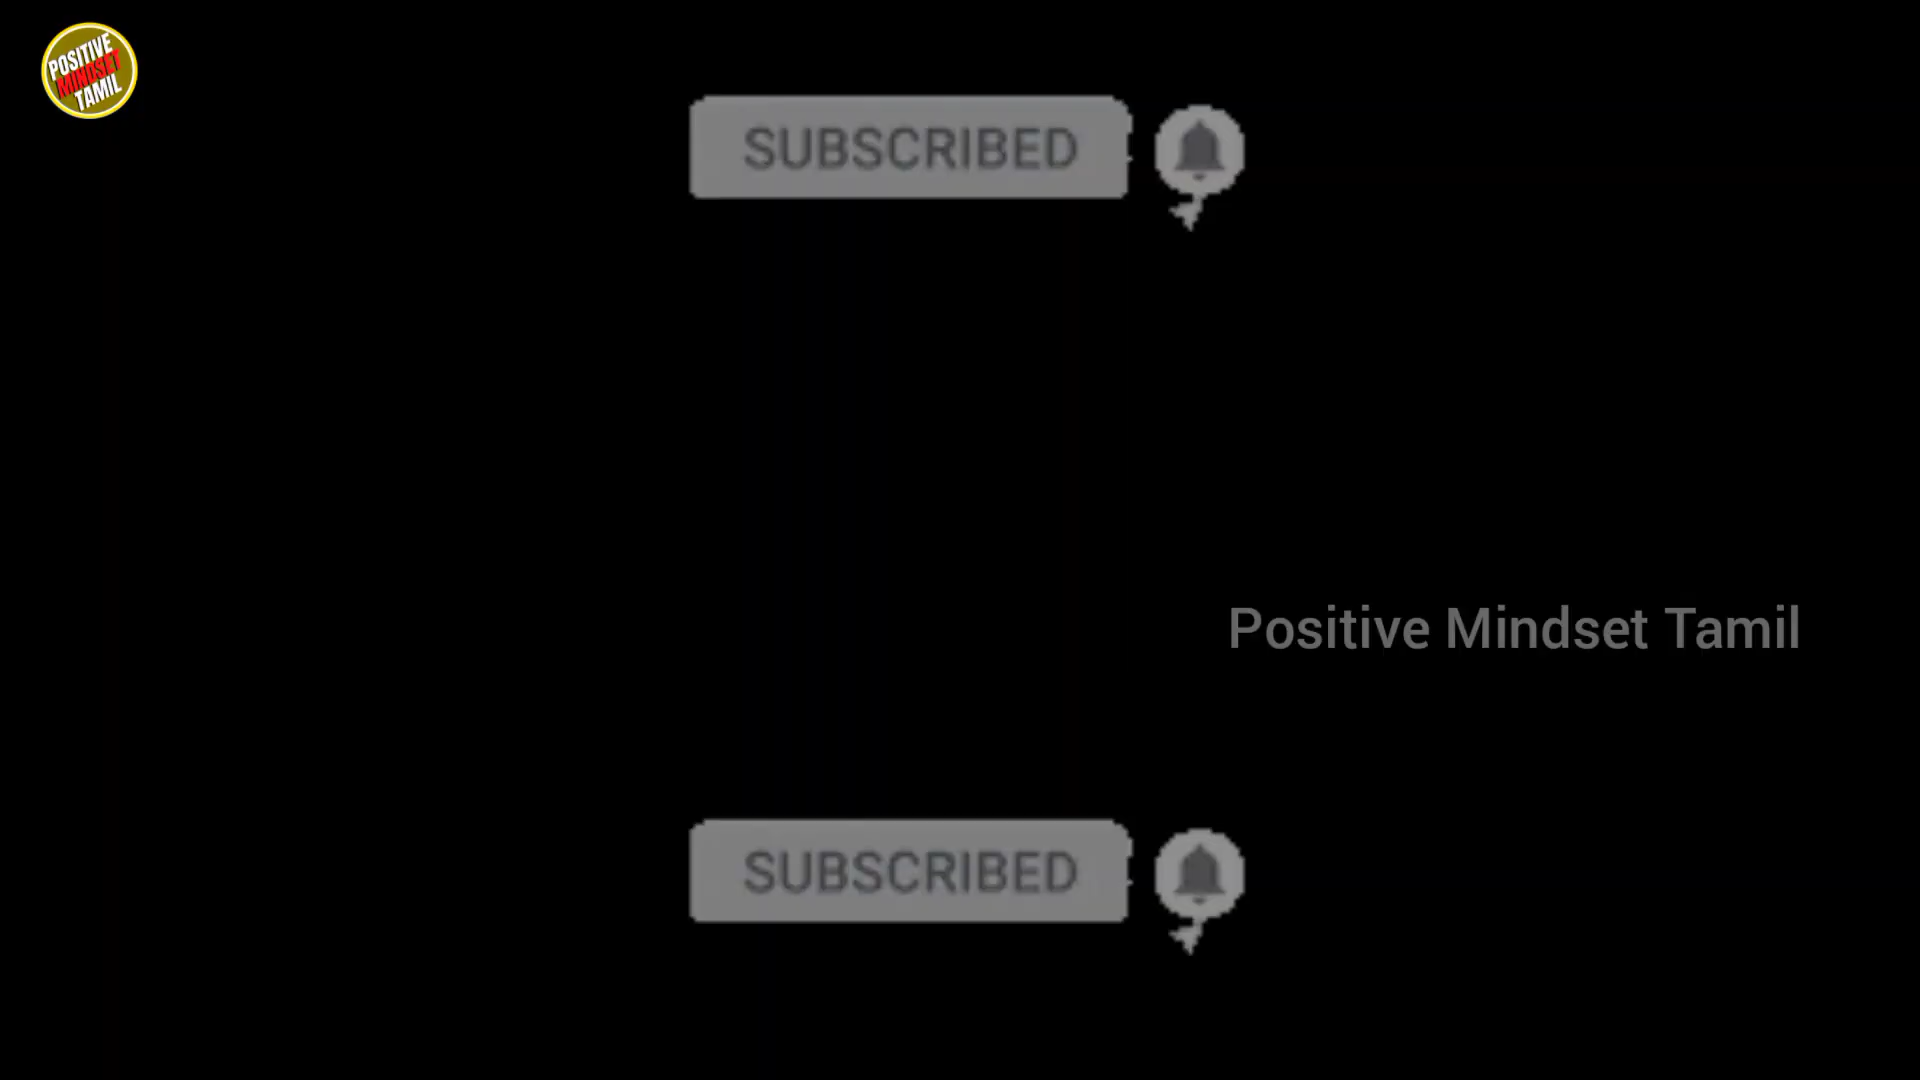 POSITIVE
MINDSET
TAMIL
SUBSCRIBED
Positive Mindset Tamil
SUBSCRIBED